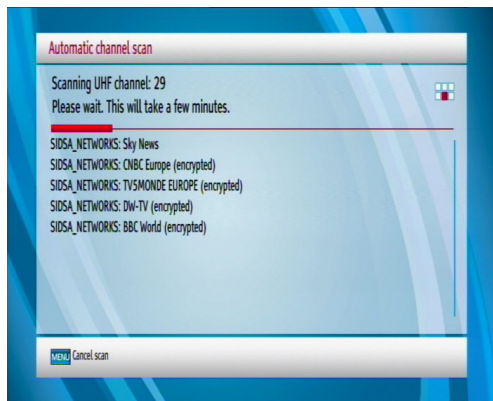 Automatic channel scan
Scanning UHF channel: 29
Please wait. This will take a few minutes.
SIDSA_NETWORKS: Sky News
SIDSA_NETWORKS: CNBC Europe (encrypted)
SIDSA_NETWORKS: TV5MONDE EUROPE (encrypted)
SIDSA_NETWORKS: DW-TV (encrypted)
SIDSA_NETWORKS: BBC World (encrypted)
MENU Cancel scan